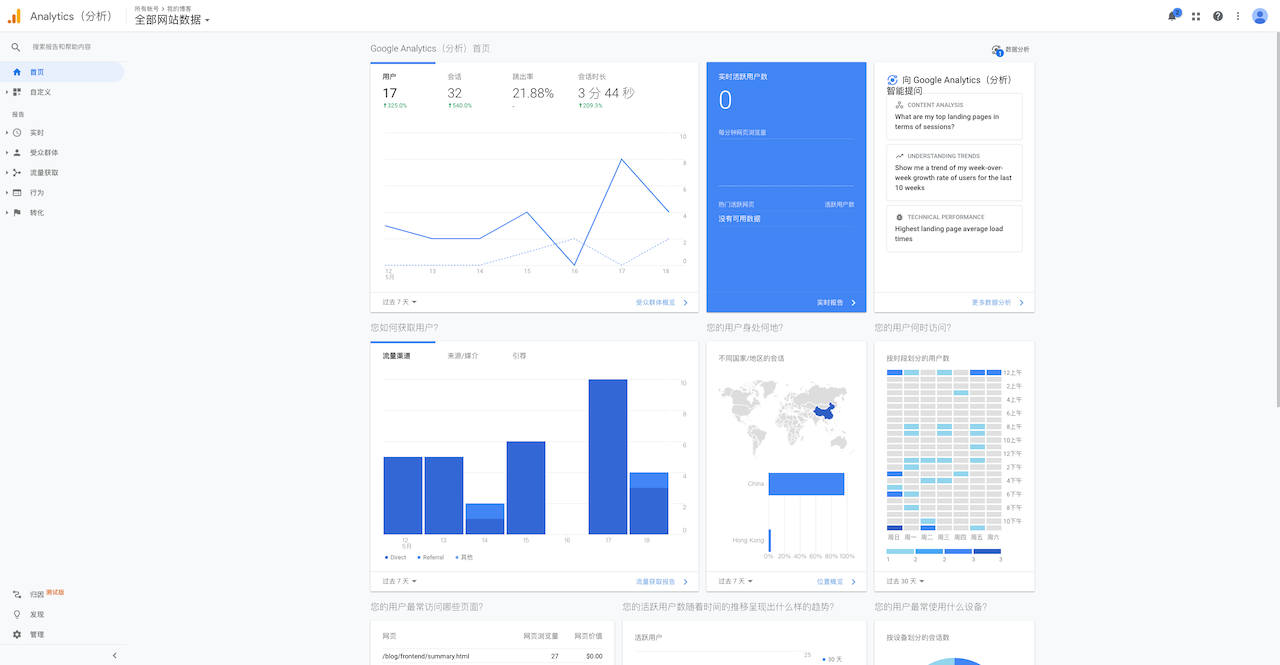 Analytics（分析）
所有帐号 > 我的博客
全部网站数据
2
搜索报告和帮助内容
首页
自定义
报告
实时
受众群体
流量获取
行为
转化
归因 测试版
发现
管理
Google Analytics（分析）首页
1 数据分析
用户 会话 跳出率 会话时长
17 32 21.88% 3 分 44 秒
325.0% 540.0% - 209.3%
10
8
6
4
2
0
12 13 14 15 16 17 18
5月
过去 7 天
受众群体概览
实时活跃用户数
0
每分钟网页浏览量
热门活跃网页 活跃用户数
没有可用数据
实时报告
向 Google Analytics（分析）
智能提问
CONTENT ANALYSIS
What are my top landing pages in
terms of sessions?
UNDERSTANDING TRENDS
Show me a trend of my week-over-
week growth rate of users for the last
10 weeks
TECHNICAL PERFORMANCE
Highest landing page average load
times
更多数据分析
您如何获取用户?
流量渠道 来源/媒介 引荐
10
8
6
4
2
0
12 13 14 15 16 17 18
5月
Direct Referral 其他
过去 7 天
流量获取报告
您的用户身处何地?
不同国家/地区的会话
China
Hong Kong
0% 20% 40% 60% 80% 100%
过去 7 天
位置概览
您的用户何时访问?
按时段划分的用户数
12上午
2上午
4上午
6上午
8上午
10上午
12下午
2下午
4下午
6下午
8下午
10下午
周日 周一 周二 周三 周四 周五 周六
1 2 2 3 3
过去 30 天
您的用户最常访问哪些页面?
网页 网页浏览量 网页价值
/blog/frontend/summary.html 27 $0.00
您的活跃用户数随着时间的推移呈现出什么样的趋势?
活跃用户
25
30 天
您的用户最常使用什么设备?
按设备划分的会话数